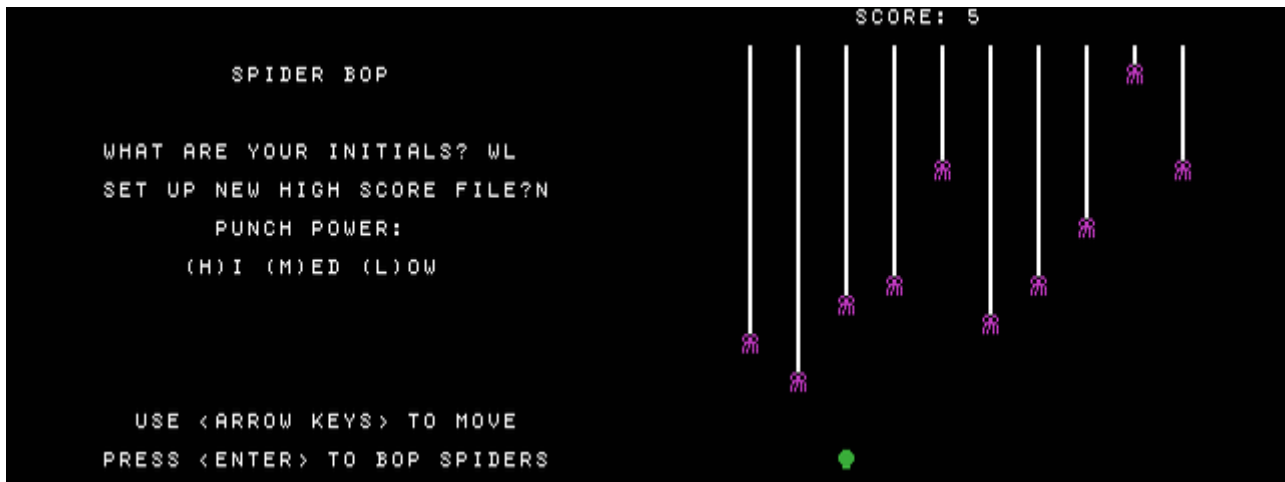 SPIDER BOP
WHAT ARE YOUR INITIALS? WL
SET UP NEW HIGH SCORE FILE?N
PUNCH POWER:
(H)I (M)ED (L)OW
USE <ARROW KEYS> TO MOVE
PRESS <ENTER> TO BOP SPIDERS
SCORE: 5